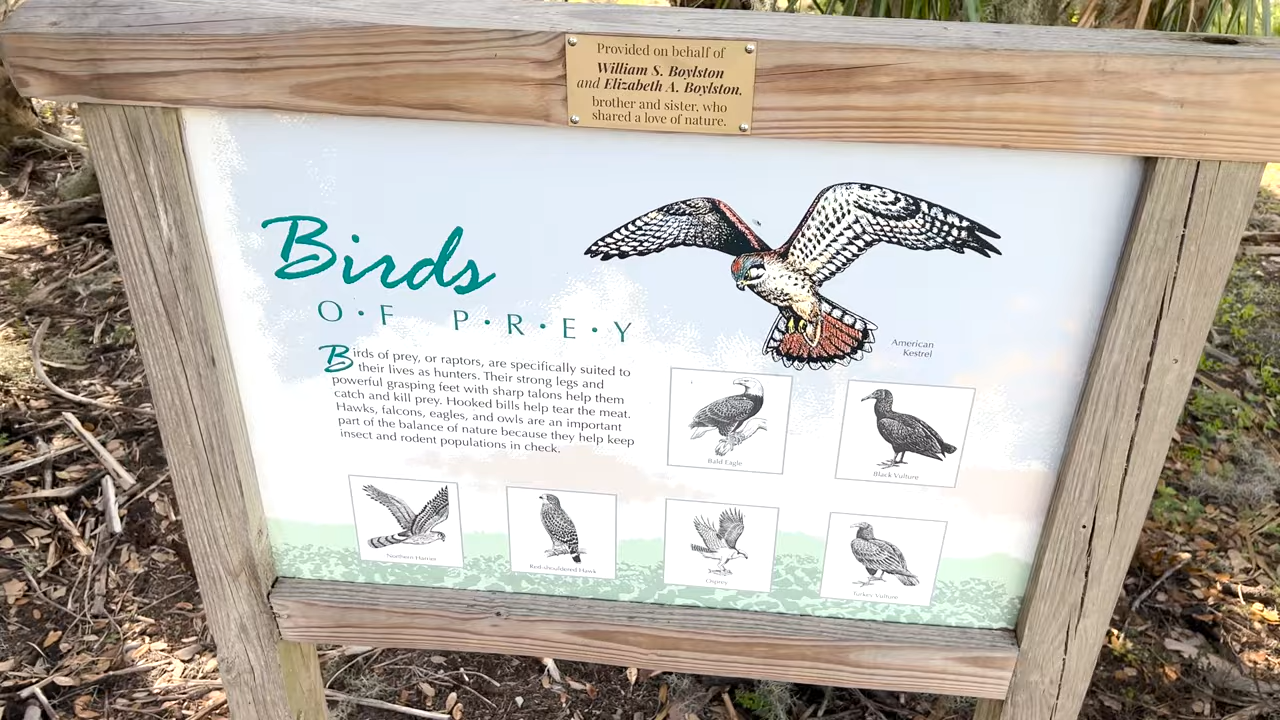 Provided on behalf of
William S. Boylston
and Elizabeth A. Boylston,
brother and sister, who
shared a love of nature.
Birds
O·F P·R·E·Y
Birds of prey, or raptors, are specifically suited to
their lives as hunters. Their strong legs and
powerful grasping feet with sharp talons help them
catch and kill prey. Hooked bills help tear the meat.
Hawks, falcons, eagles, and owls are an important
part of the balance of nature because they help keep
insect and rodent populations in check.
American
Kestrel
Bald Eagle
Black Vulture
Northern Harrier
Red-shouldered Hawk
Osprey
Turkey Vulture